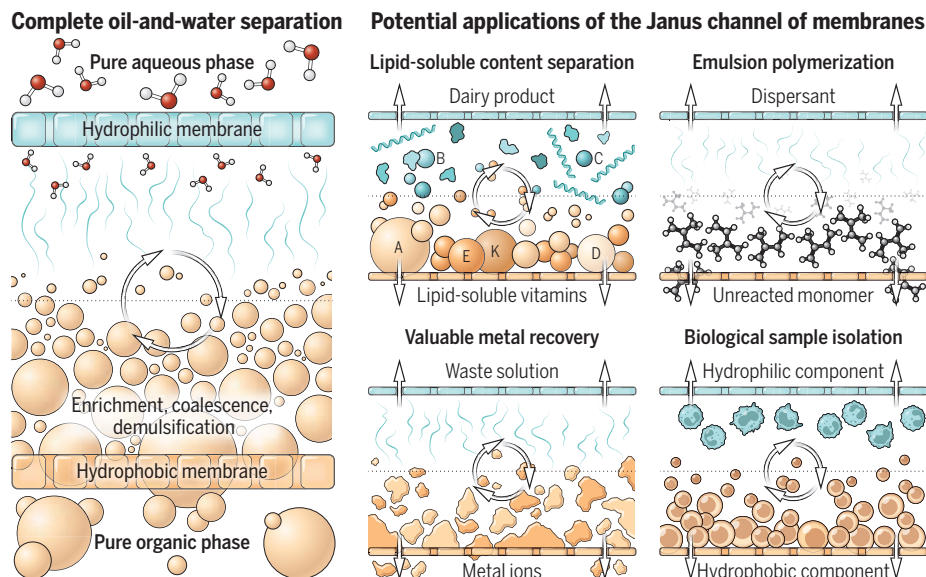 Complete oil-and-water separation
Pure aqueous phase
Hydrophilic membrane
Enrichment, coalescence,
demulsification
Hydrophobic membrane
Pure organic phase
Potential applications of the Janus channel of membranes
Lipid-soluble content separation
Dairy product
B
C
A
E
K
D
Lipid-soluble vitamins
Emulsion polymerization
Dispersant
Unreacted monomer
Valuable metal recovery
Waste solution
Metal ions
Biological sample isolation
Hydrophilic component
Hydrophobic component